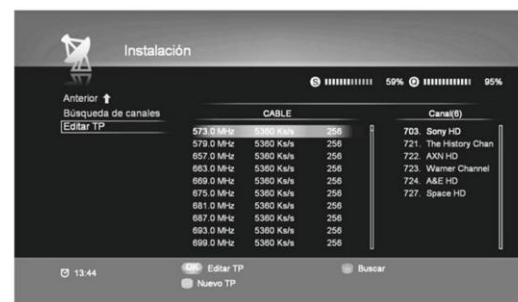 Instalación
S 59% Q 95%
Anterior
Búsqueda de canales
Editar TP
CABLE
573.0 MHz 5360 Ks/s 256
579.0 MHz 5360 Ks/s 256
657.0 MHz 5360 Ks/s 256
663.0 MHz 5360 Ks/s 256
669.0 MHz 5360 Ks/s 256
675.0 MHz 5360 Ks/s 256
681.0 MHz 5360 Ks/s 256
687.0 MHz 5360 Ks/s 256
693.0 MHz 5360 Ks/s 256
699.0 MHz 5360 Ks/s 256
Canal(6)
703. Sony HD
721. The History Chan
722. AXN HD
723. Warner Channel
724. A&E HD
727. Space HD
13:44
OK Editar TP
Buscar
Nuevo TP